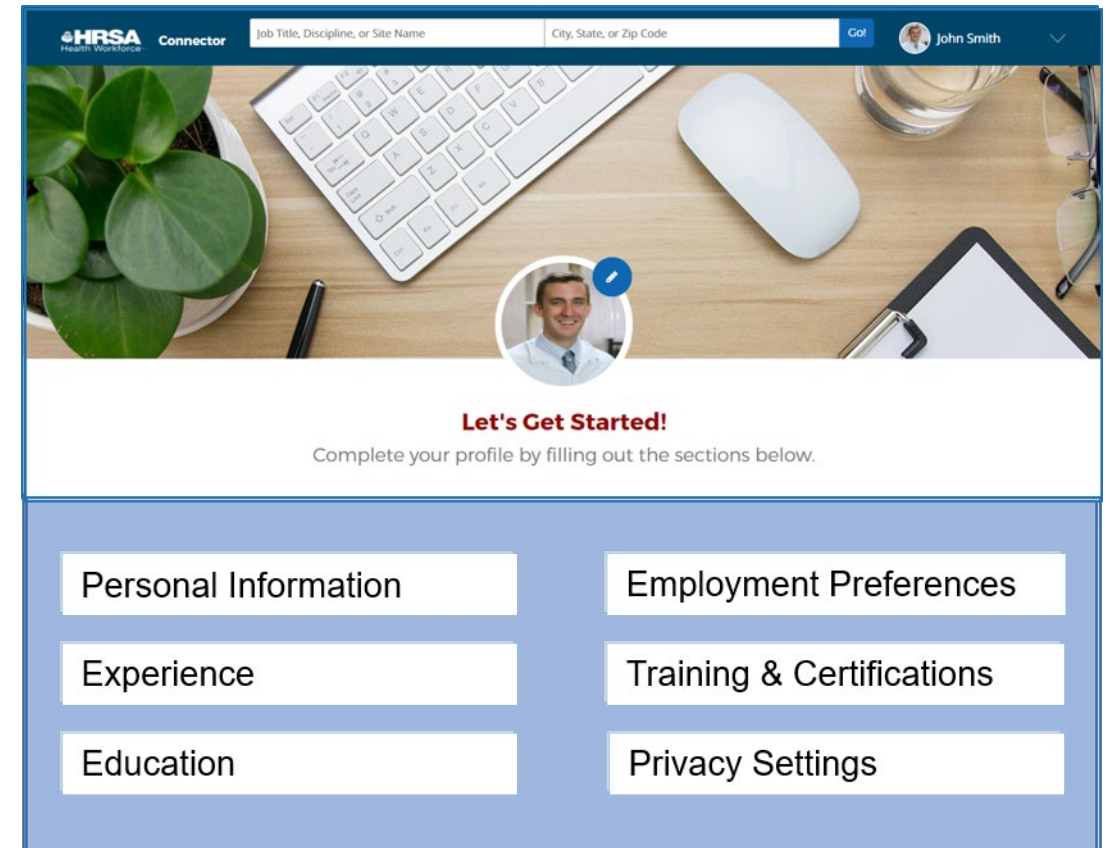 HRSA
Health Workforce
Connector
Job Title, Discipline, or Site Name
City, State, or Zip Code
Go!
John Smith
Let's Get Started!
Complete your profile by filling out the sections below.
Personal Information
Employment Preferences
Experience
Training & Certifications
Education
Privacy Settings